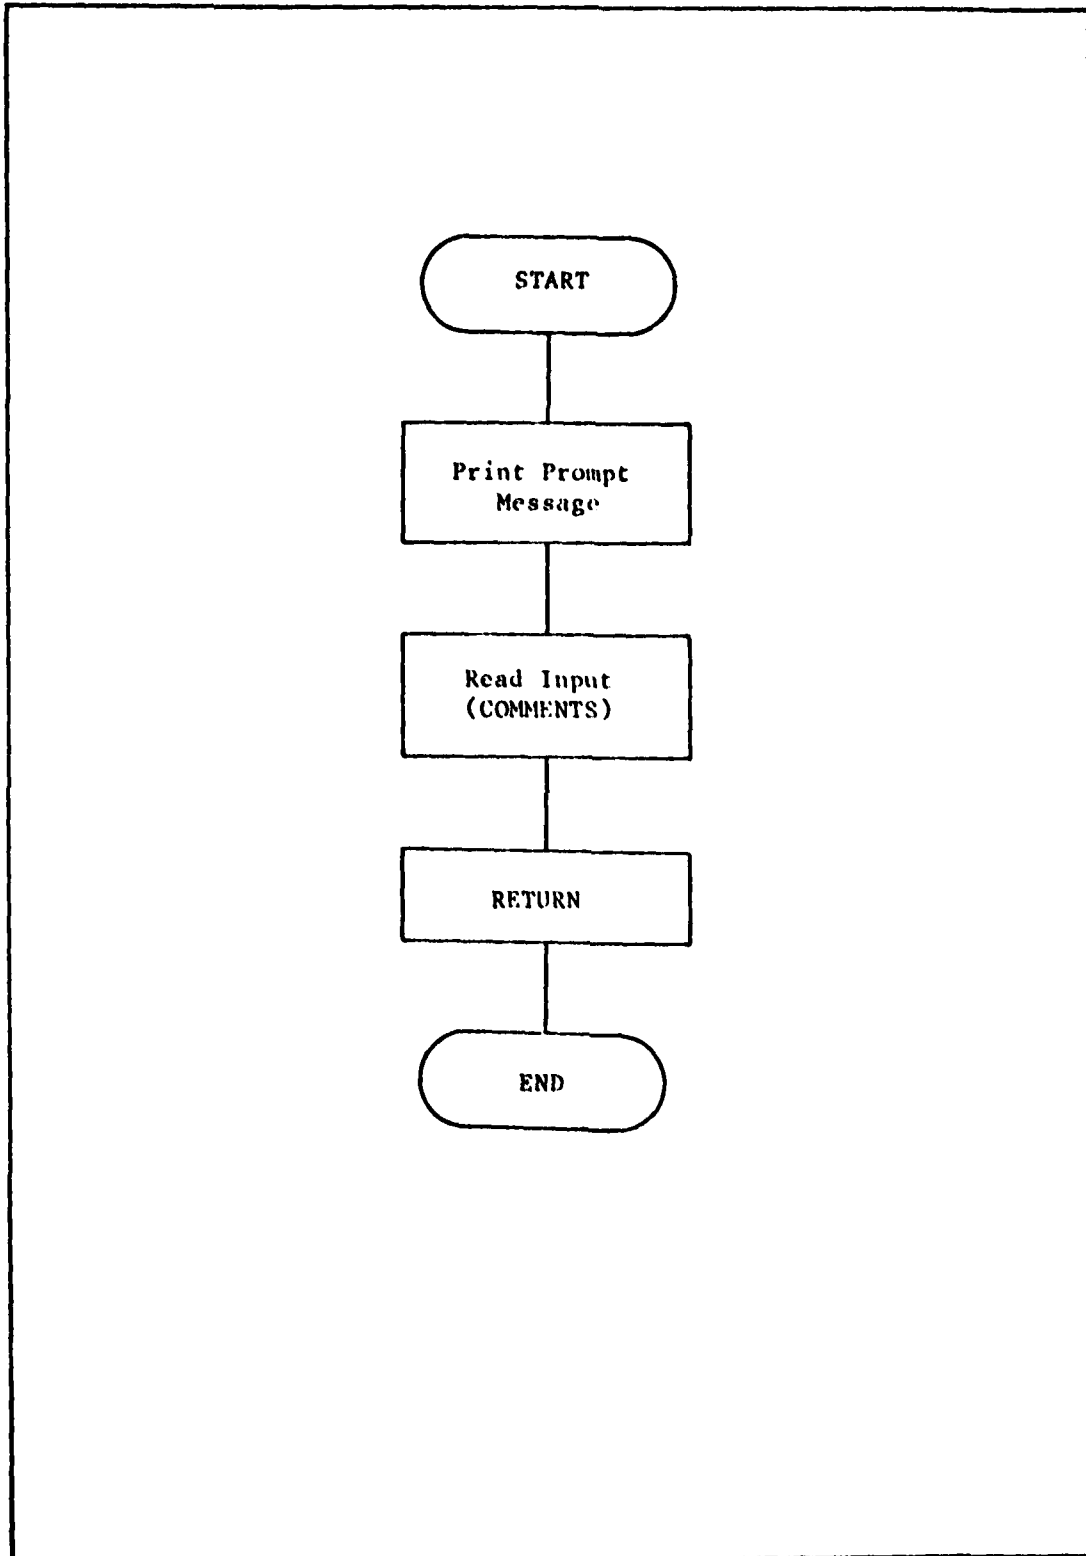 START
Print Prompt
Message
Read Input
(COMMENTS)
RETURN
END